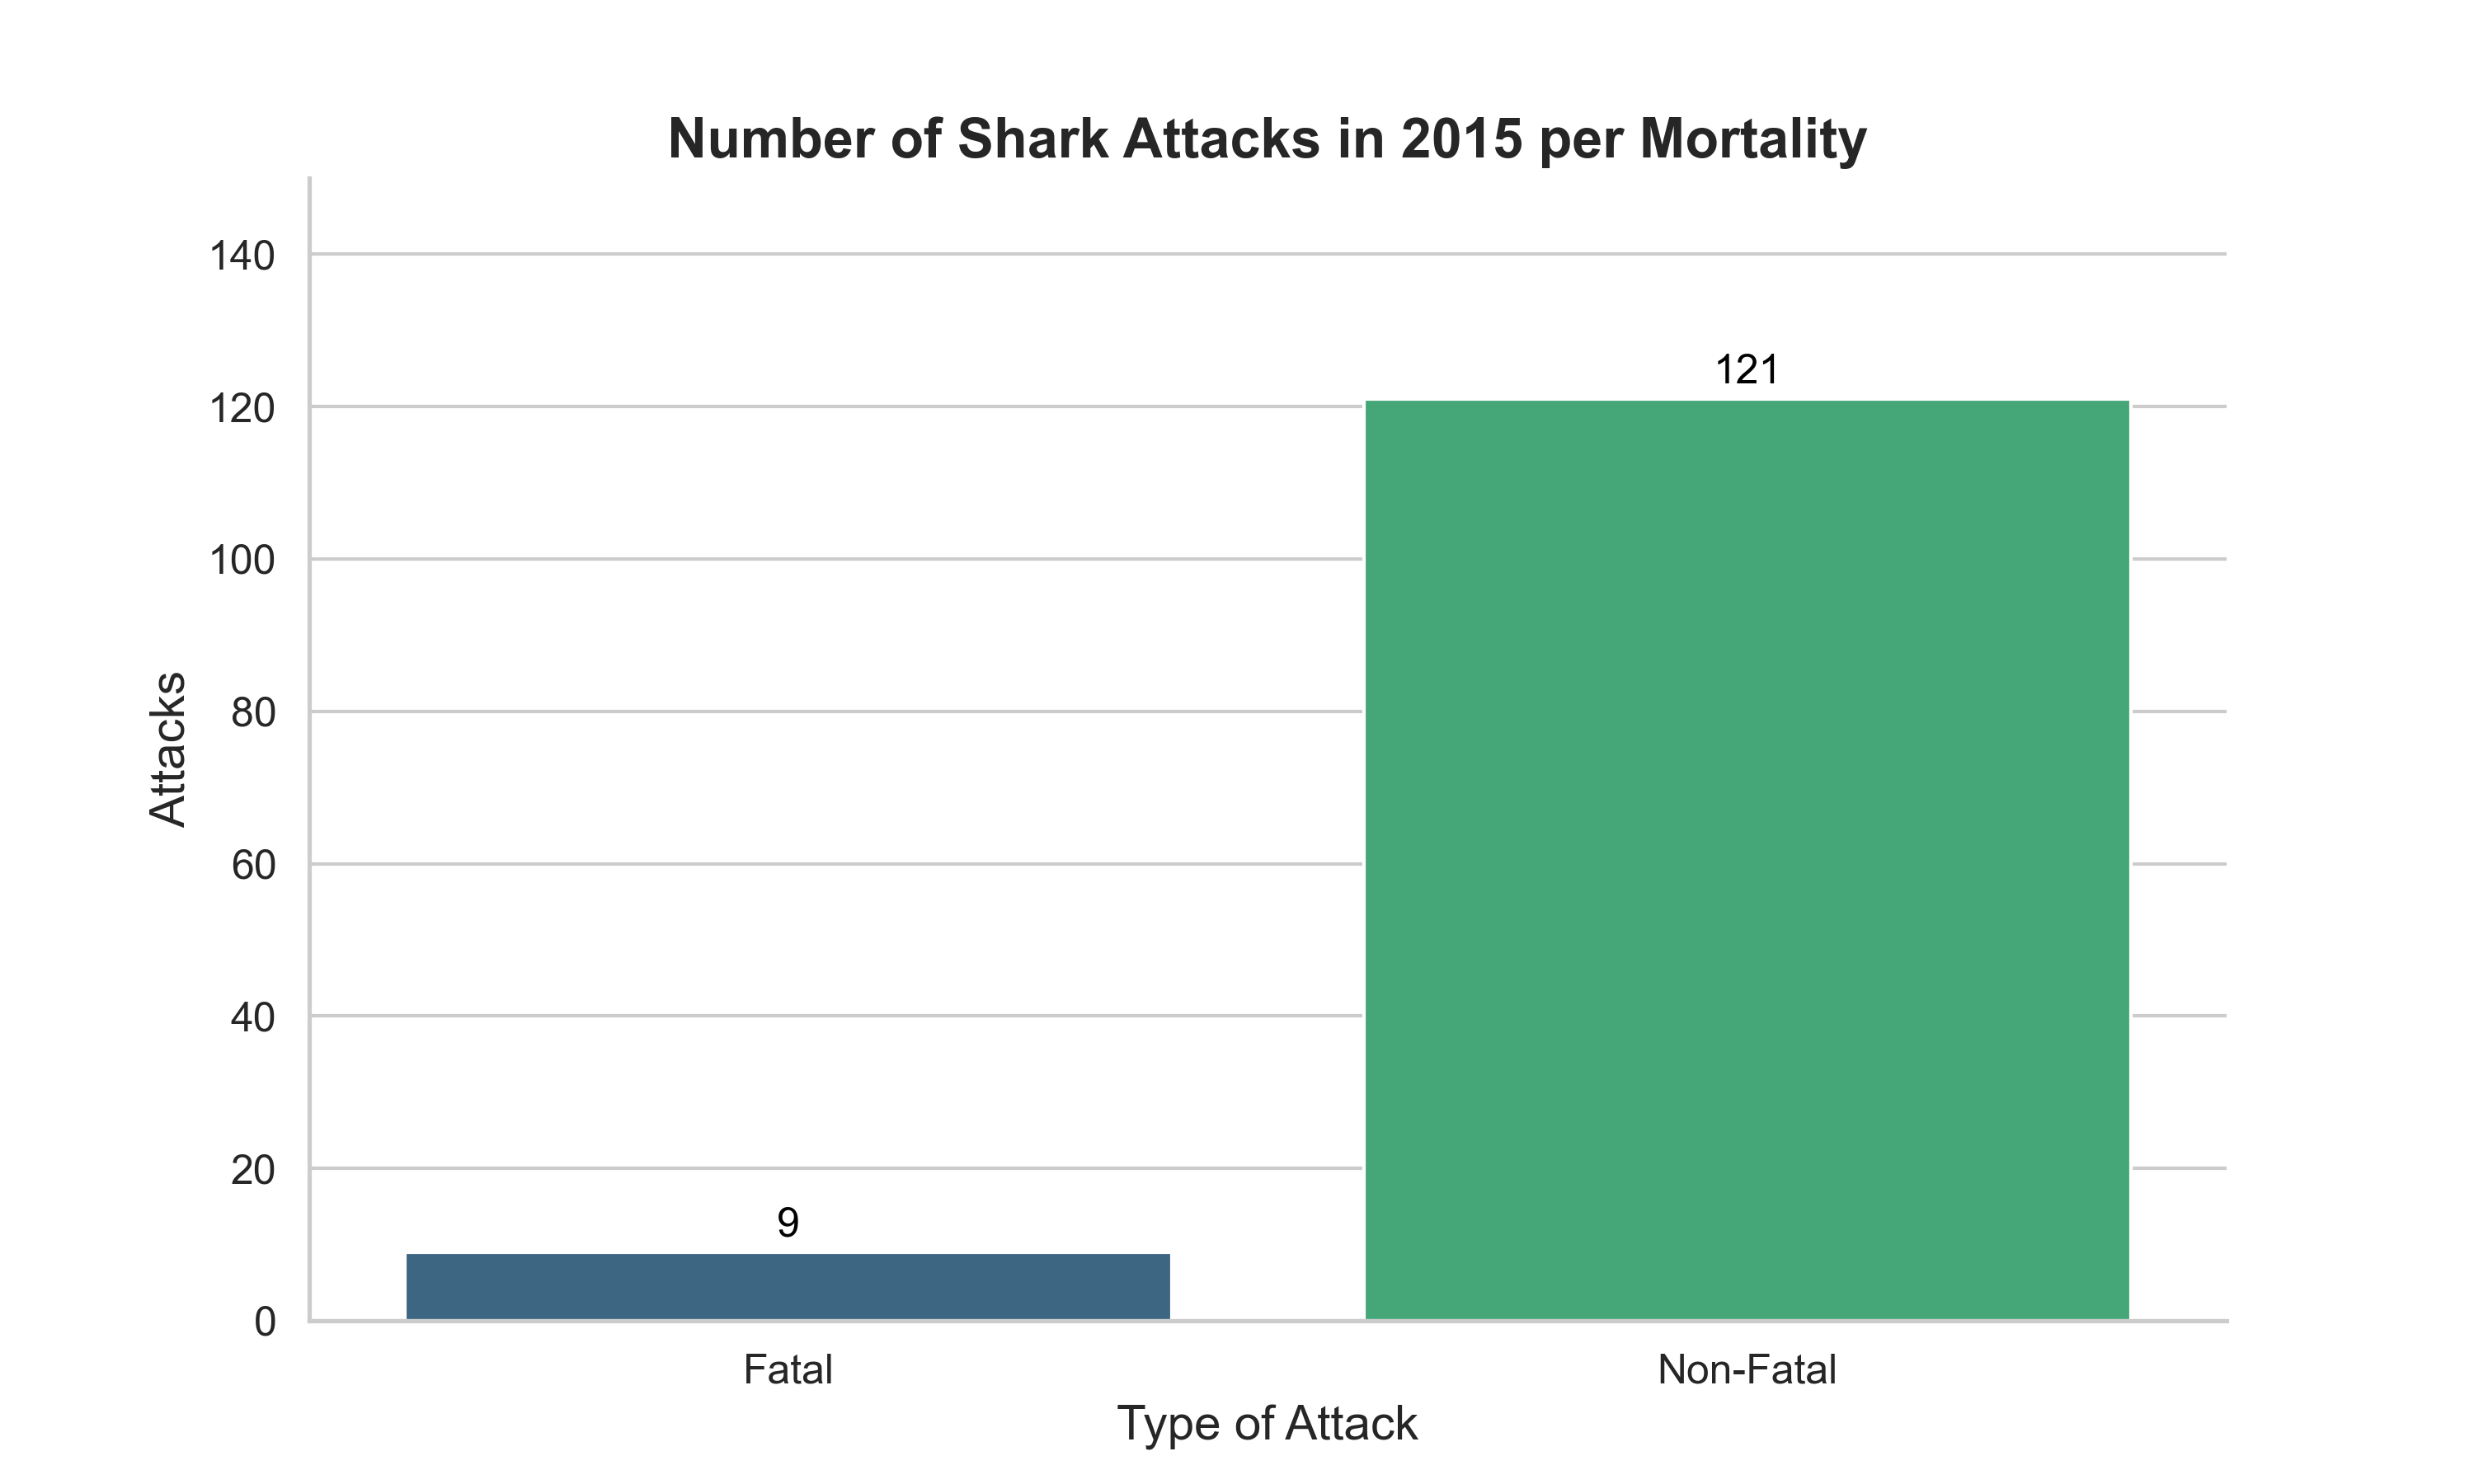 Number of Shark Attacks in 2015 per Mortality
140
120
100
80
60
40
20
0
Attacks
121
9
Fatal
Non-Fatal
Type of Attack